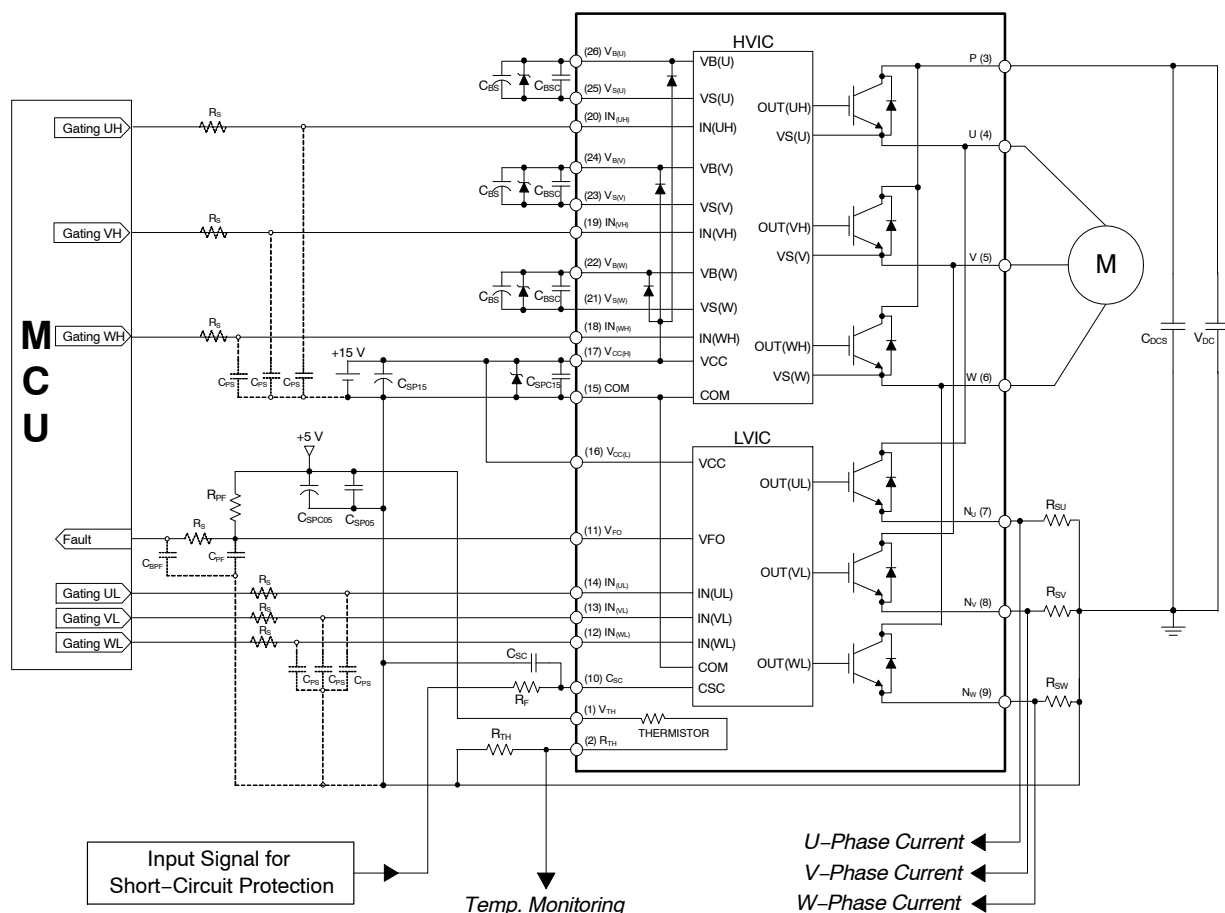 HVIC
(26) VB(U)
VB(U)
P (3)
CBS
CBSC
(25) VS(U)
VS(U)
OUT(UH)
Gating UH
RS
(20) IN(UH)
IN(UH)
VS(U)
U (4)
(24) VB(V)
VB(V)
CBS
CBSC
(23) VS(V)
VS(V)
Gating VH
RS
(19) IN(VH)
IN(VH)
OUT(VH)
VS(V)
V (5)
M
(22) VB(W)
VB(W)
CBS
CBSC
(21) VS(W)
VS(W)
MCU
Gating WH
RS
(18) IN(WH)
IN(WH)
OUT(WH)
CDCS
VDC
+15 V
(17) VCC(H)
VCC
VS(W)
W (6)
CPS
CPS
CPS
CSP15
CSPC15
(15) COM
COM
+5 V
LVIC
(16) VCC(L)
VCC
OUT(UL)
RPF
CSPC05
CSP05
NU (7)
RSU
Fault
RS
(11) VFO
VFO
CBPF
CPF
OUT(VL)
Gating UL
RS
(14) IN(UL)
IN(UL)
Gating VL
RS
(13) IN(VL)
IN(VL)
NV (8)
RSV
Gating WL
RS
(12) IN(WL)
IN(WL)
CPS
CPS
CPS
CSC
COM
OUT(WL)
RF
(10) CSC
CSC
NW (9)
RSW
(1) VTH
THERMISTOR
RTH
(2) RTH
Input Signal for
Short–Circuit Protection
Temp. Monitoring
U–Phase Current
V–Phase Current
W–Phase Current